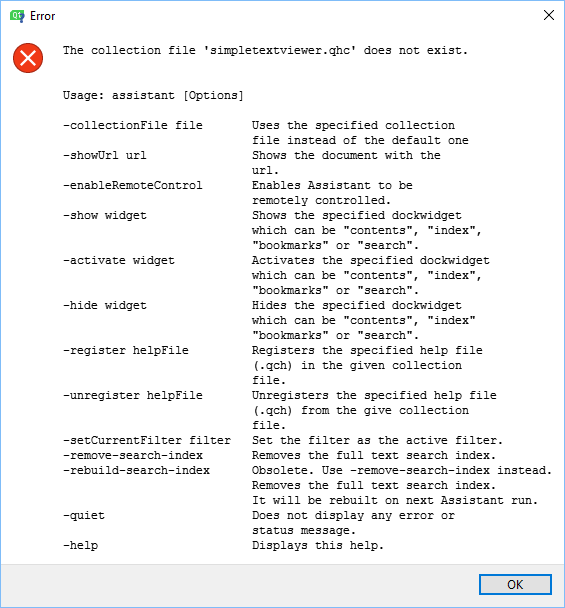 Error
The collection file 'simpletextviewer.qhc' does not exist.
Usage: assistant [Options]
-collectionFile file Uses the specified collection
file instead of the default one
-showUrl url Shows the document with the
url.
-enableRemoteControl Enables Assistant to be
remotely controlled.
-show widget Shows the specified dockwidget
which can be "contents", "index",
"bookmarks" or "search".
-activate widget Activates the specified dockwidget
which can be "contents", "index",
"bookmarks" or "search".
-hide widget Hides the specified dockwidget
which can be "contents", "index"
"bookmarks" or "search".
-register helpFile Registers the specified help file
(.qch) in the given collection
file.
-unregister helpFile Unregisters the specified help file
(.qch) from the give collection
file.
-setCurrentFilter filter Set the filter as the active filter.
-remove-search-index Removes the full text search index.
-rebuild-search-index Obsolete. Use -remove-search-index instead.
Removes the full text search index.
It will be rebuilt on next Assistant run.
-quiet Does not display any error or
status message.
-help Displays this help.
OK